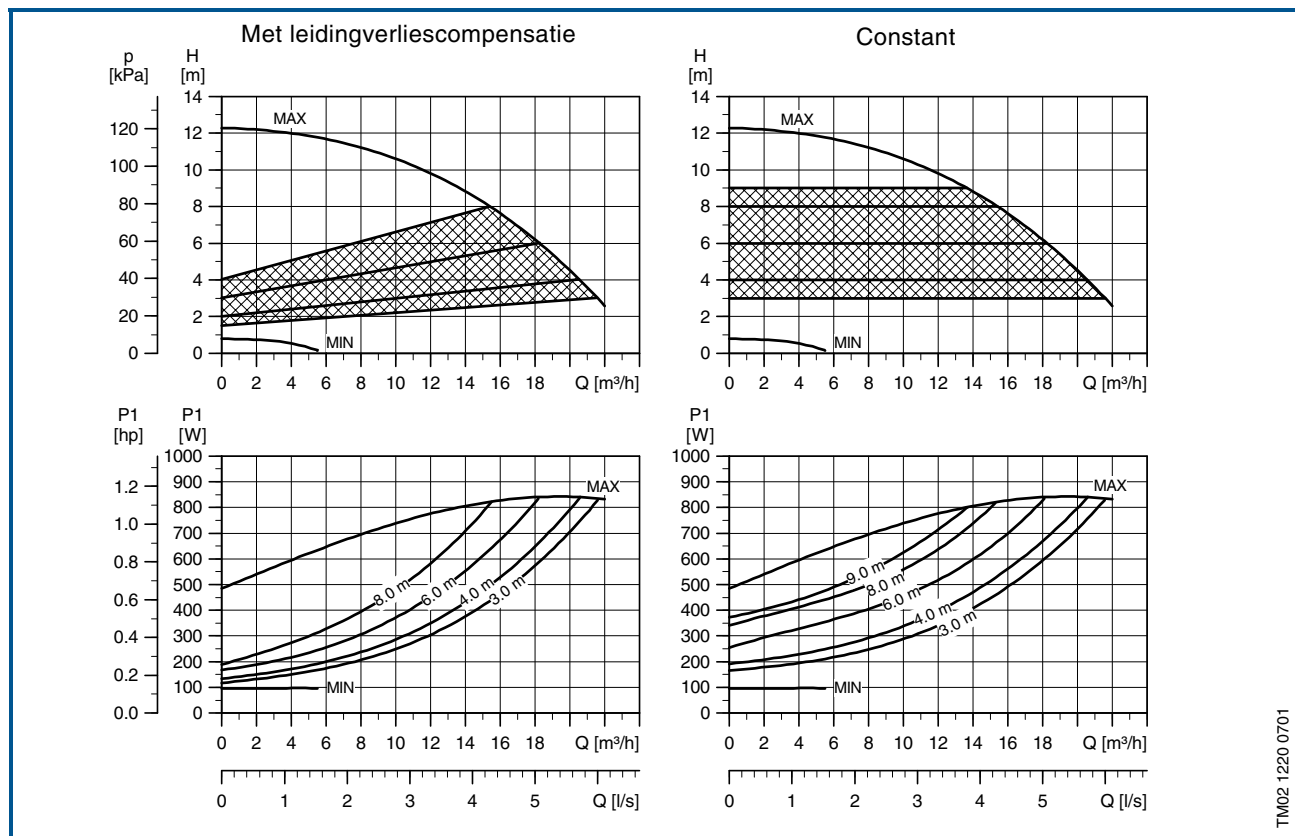 Met leidingverliescompensatie
Constant
p
[kPa]
H
[m]
14
12
10
8
6
4
2
0
120
100
80
60
40
20
0
MAX
MIN
0 2 4 6 8 10 12 14 16 18 Q [m³/h]
H
[m]
14
12
10
8
6
4
2
0
MAX
MIN
0 2 4 6 8 10 12 14 16 18 Q [m³/h]
P1
[hp]
P1
[W]
1.2
1.0
0.8
0.6
0.4
0.2
0.0
1000
900
800
700
600
500
400
300
200
100
0
MAX
8.0 m
6.0 m
4.0 m
3.0 m
MIN
0 2 4 6 8 10 12 14 16 18 Q [m³/h]
0 1 2 3 4 5 Q [l/s]
P1
[W]
1000
900
800
700
600
500
400
300
200
100
0
MAX
9.0 m
8.0 m
6.0 m
4.0 m
3.0 m
MIN
0 2 4 6 8 10 12 14 16 18 Q [m³/h]
0 1 2 3 4 5 Q [l/s]
TM02 1220 0701